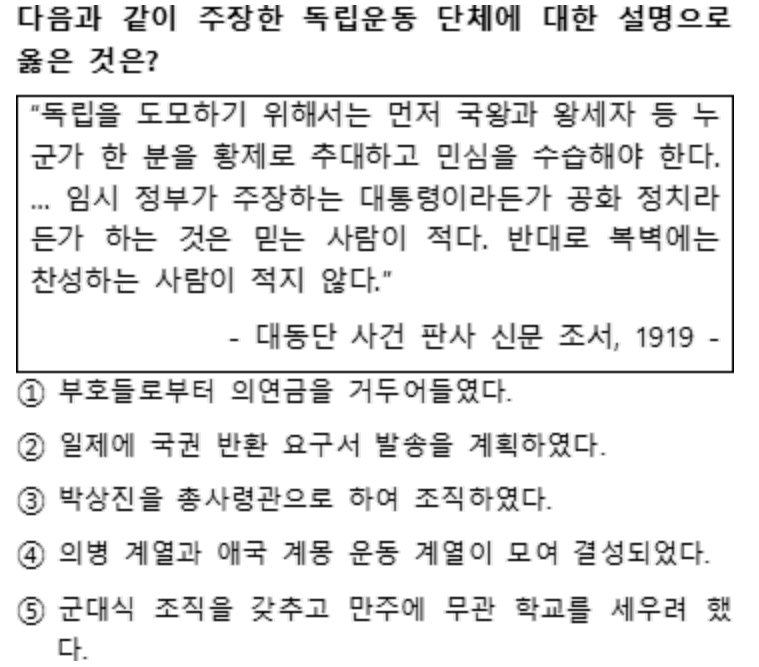 다음과 같이 주장한 독립운동 단체에 대한 설명으로
옳은 것은?
"독립을 도모하기 위해서는 먼저 국왕과 왕세자 등 누
군가 한 분을 황제로 추대하고 민심을 수습해야 한다.
... 임시 정부가 주장하는 대통령이라든가 공화 정치라
든가 하는 것은 믿는 사람이 적다. 반대로 복벽에는
찬성하는 사람이 적지 않다."
- 대동단 사건 판사 신문 조서, 1919 -
① 부호들로부터 의연금을 거두어들였다.
② 일제에 국권 반환 요구서 발송을 계획하였다.
③ 박상진을 총사령관으로 하여 조직하였다.
④ 의병 계열과 애국 계몽 운동 계열이 모여 결성되었다.
⑤ 군대식 조직을 갖추고 만주에 무관 학교를 세우려 했
다.